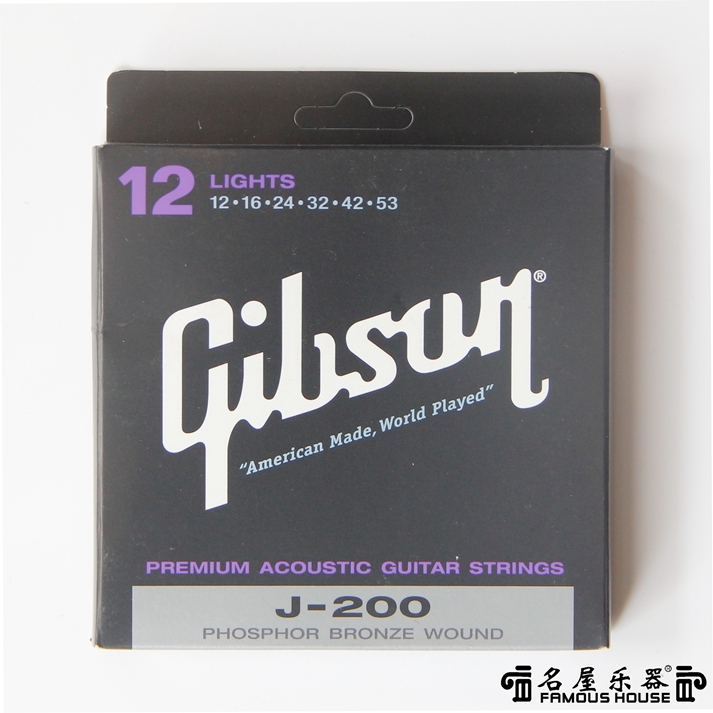 12 LIGHTS
12•16•24•32•42•53
Gibson®
“American Made, World Played”
PREMIUM ACOUSTIC GUITAR STRINGS
J-200
PHOSPHOR BRONZE WOUND
名屋乐器®
FAMOUS HOUSE